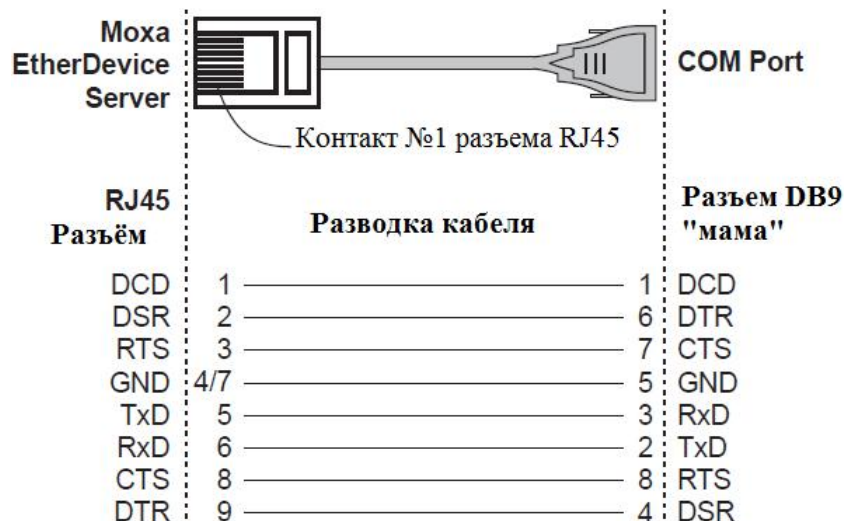 Moxa
EtherDevice
Server
COM Port
Контакт №1 разъема RJ45
RJ45
Разъём
Разводка кабеля
Разъем DB9
"мама"
DCD 1 1 DCD
DSR 2 6 DTR
RTS 3 7 CTS
GND 4/7 5 GND
TxD 5 3 RxD
RxD 6 2 TxD
CTS 8 8 RTS
DTR 9 4 DSR